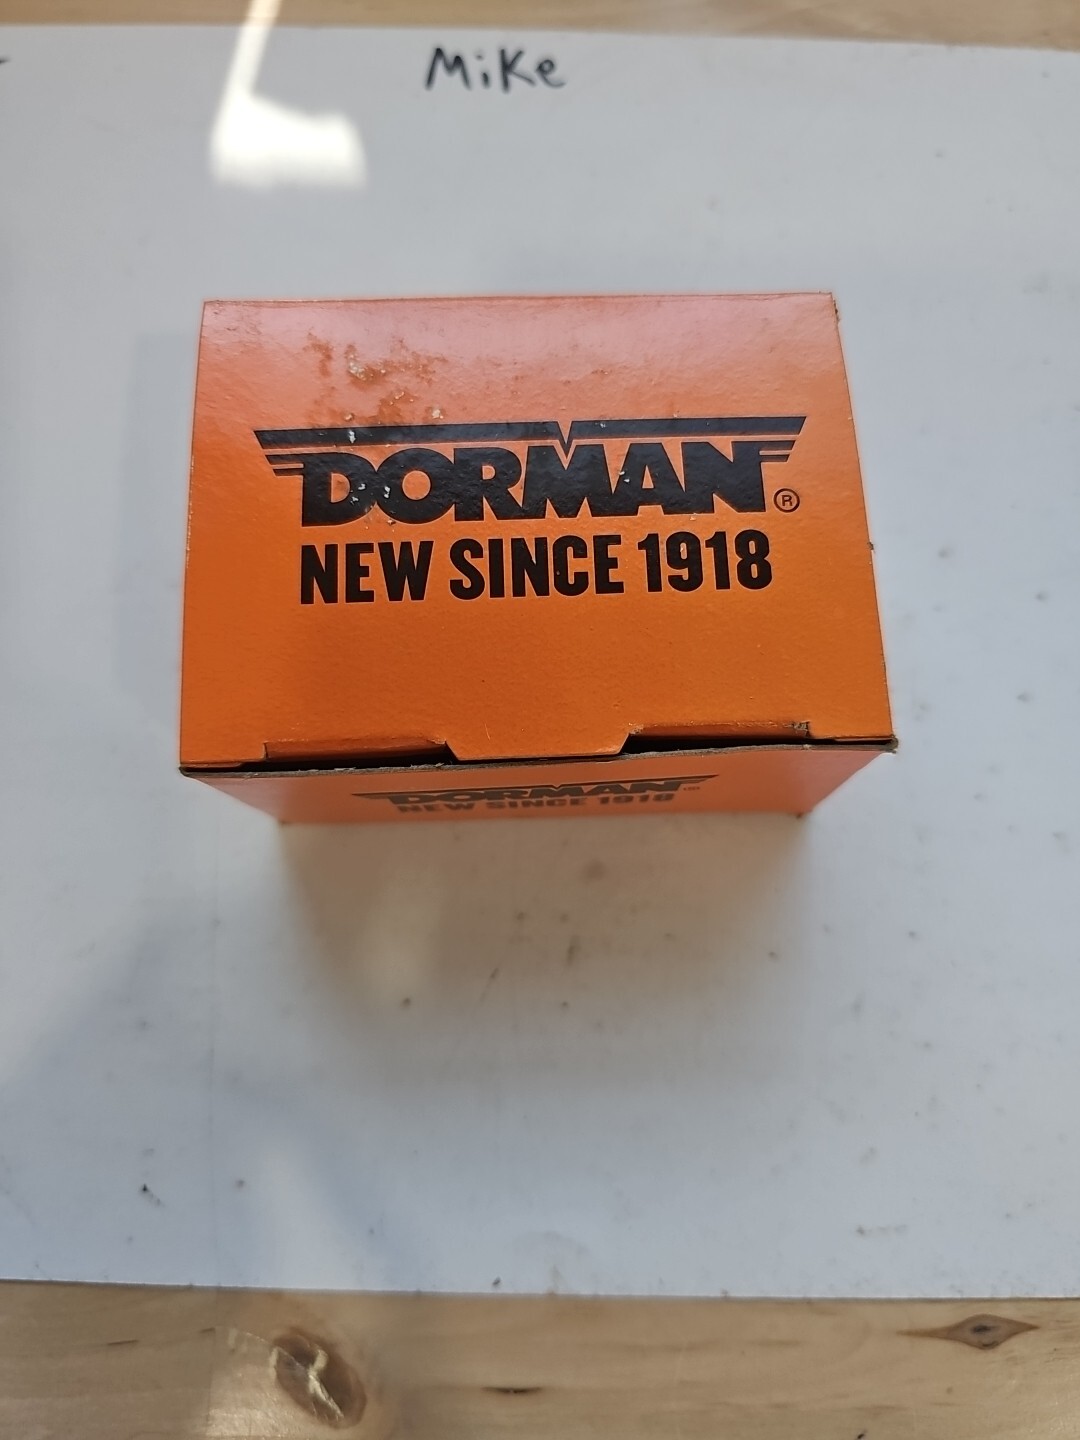 MiKe
DORMAN®
NEW SINCE 1918
DORMAN
NEW SINCE 1918